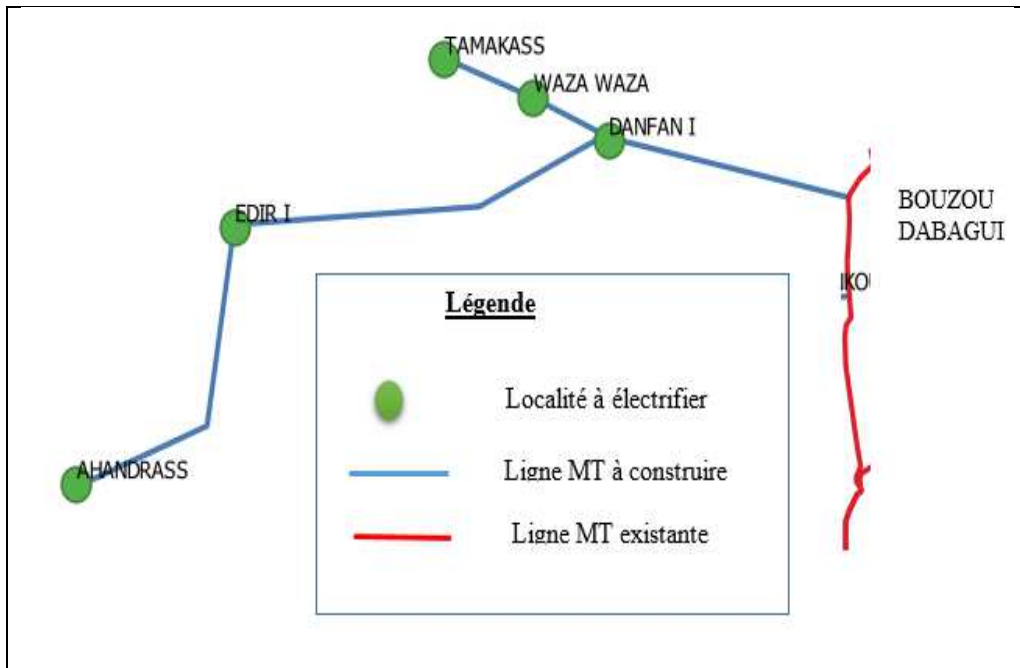 TAMAKASS
WAZA WAZA
DANFAN I
BOUZOU
DABAGUI
EDIR I
Légende
Localité à électrifier
AHANDRASS
Ligne MT à construire
Ligne MT existante